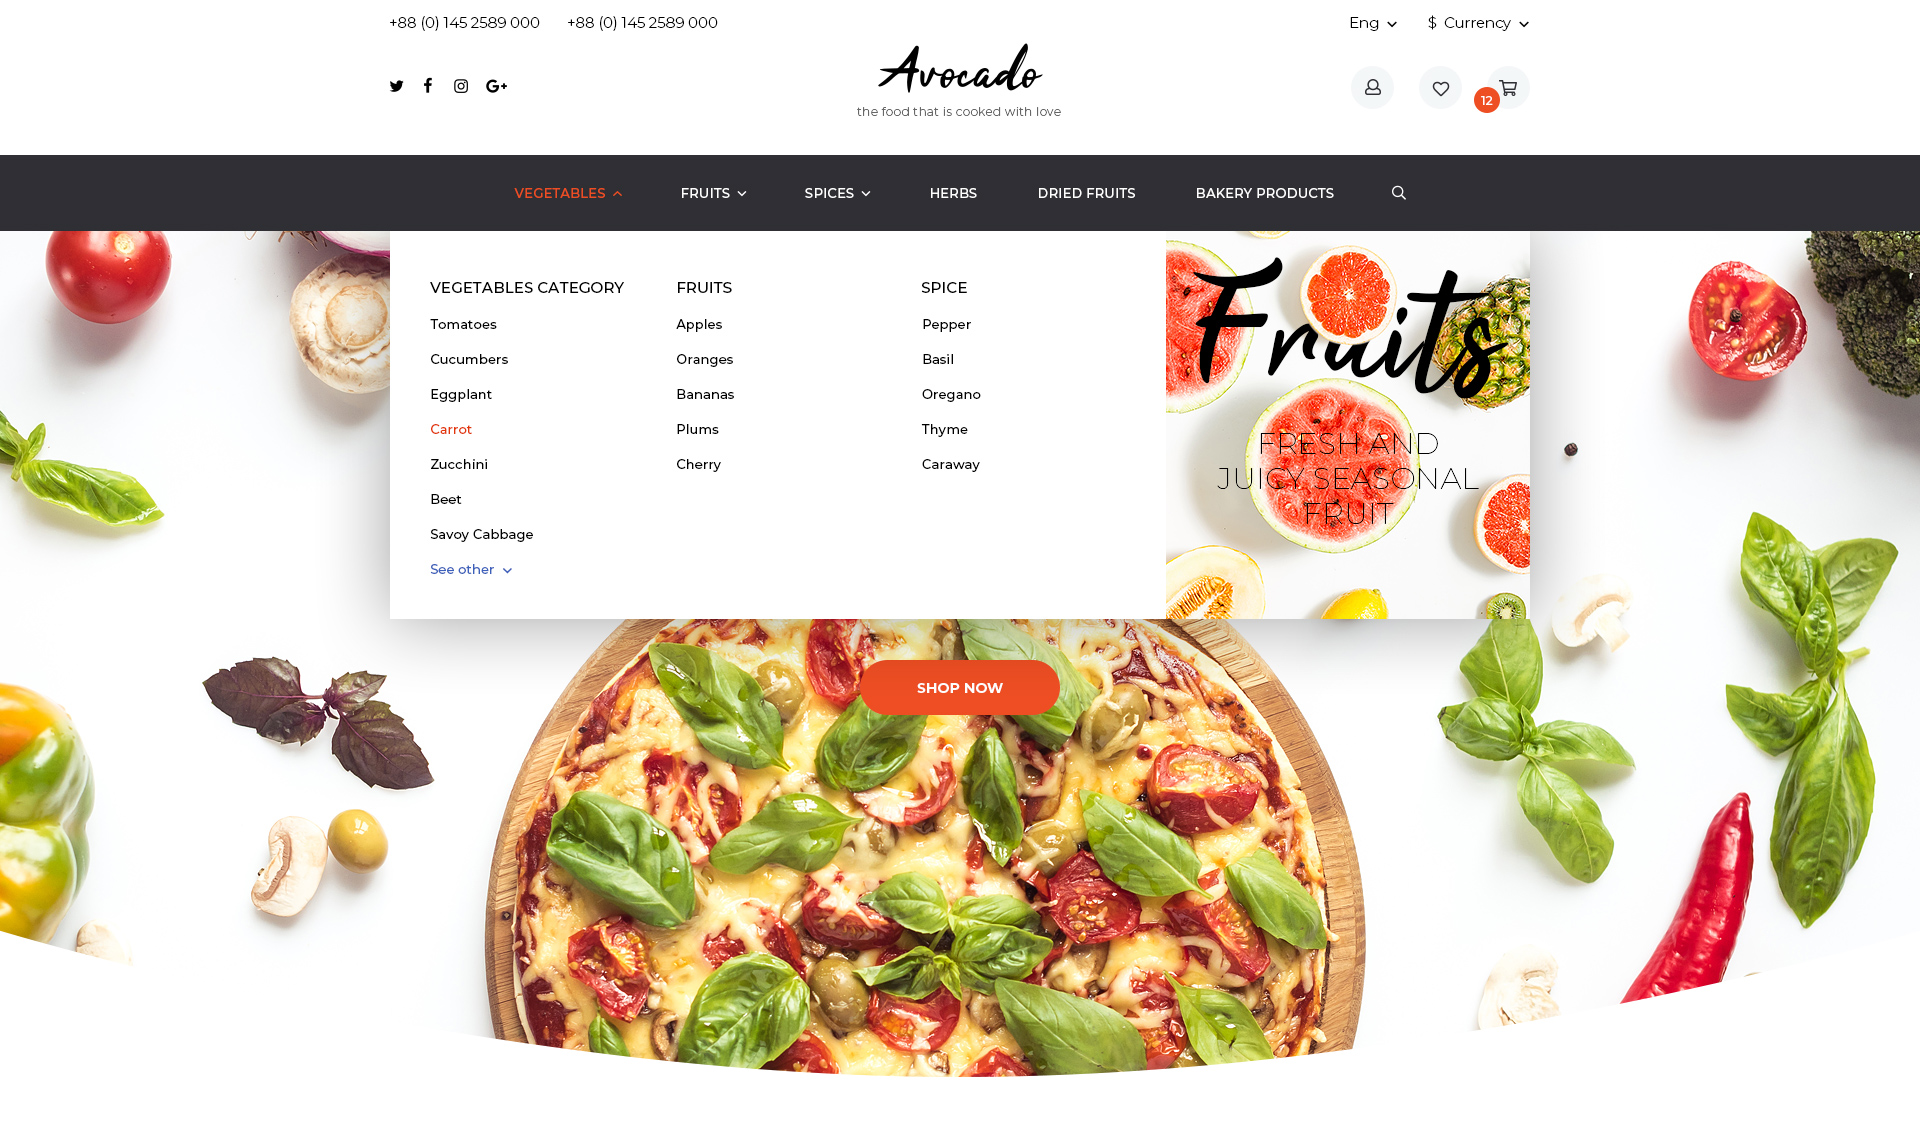 +88 (0) 145 2589 000
+88 (0) 145 2589 000
Eng
$ Currency
Avocado
the food that is cooked with love
12
VEGETABLES
FRUITS
SPICES
HERBS
DRIED FRUITS
BAKERY PRODUCTS
VEGETABLES CATEGORY
Tomatoes
Cucumbers
Eggplant
Carrot
Zucchini
Beet
Savoy Cabbage
See other
FRUITS
Apples
Oranges
Bananas
Plums
Cherry
SPICE
Pepper
Basil
Oregano
Thyme
Caraway
Fruits
FRESH AND
JUICY SEASONAL
FRUIT
SHOP NOW